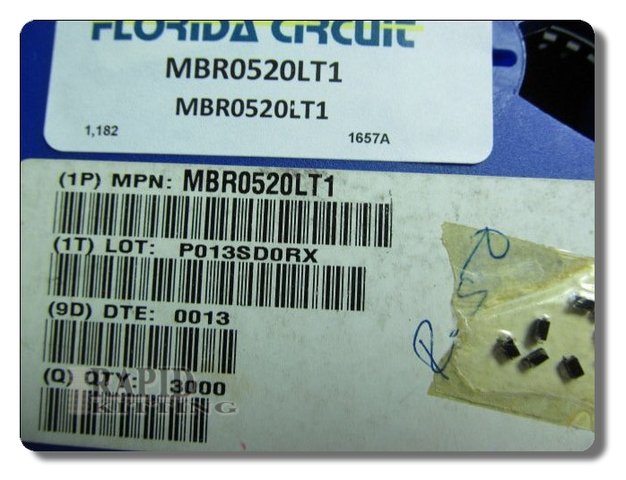 FLORIDA CIRCUIT
MBR0520LT1
MBR0520LT1
1,182 1657A
(1P) MPN: MBR0520LT1
(1T) LOT: P013SD0RX
(9D) DTE: 0013
(Q) QTY: 3000
RAPID
KITTING